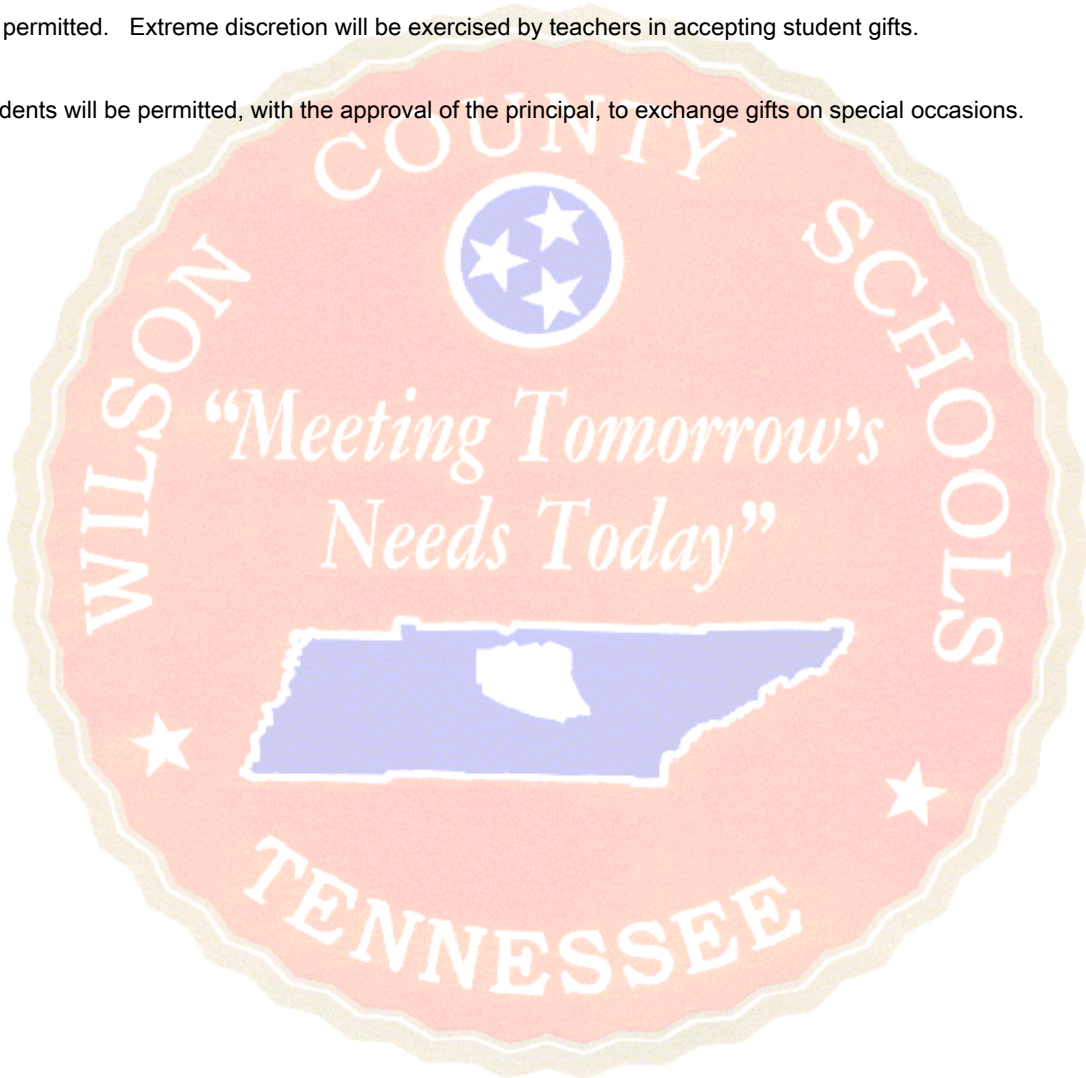 permitted.   Extreme discretion will be exercised by teachers in accepting student gifts.
dents will be permitted, with the approval of the principal, to exchange gifts on special occasions.
WILSON COUNTY SCHOOLS
“Meeting Tomorrow's
Needs Today”
TENNESSEE